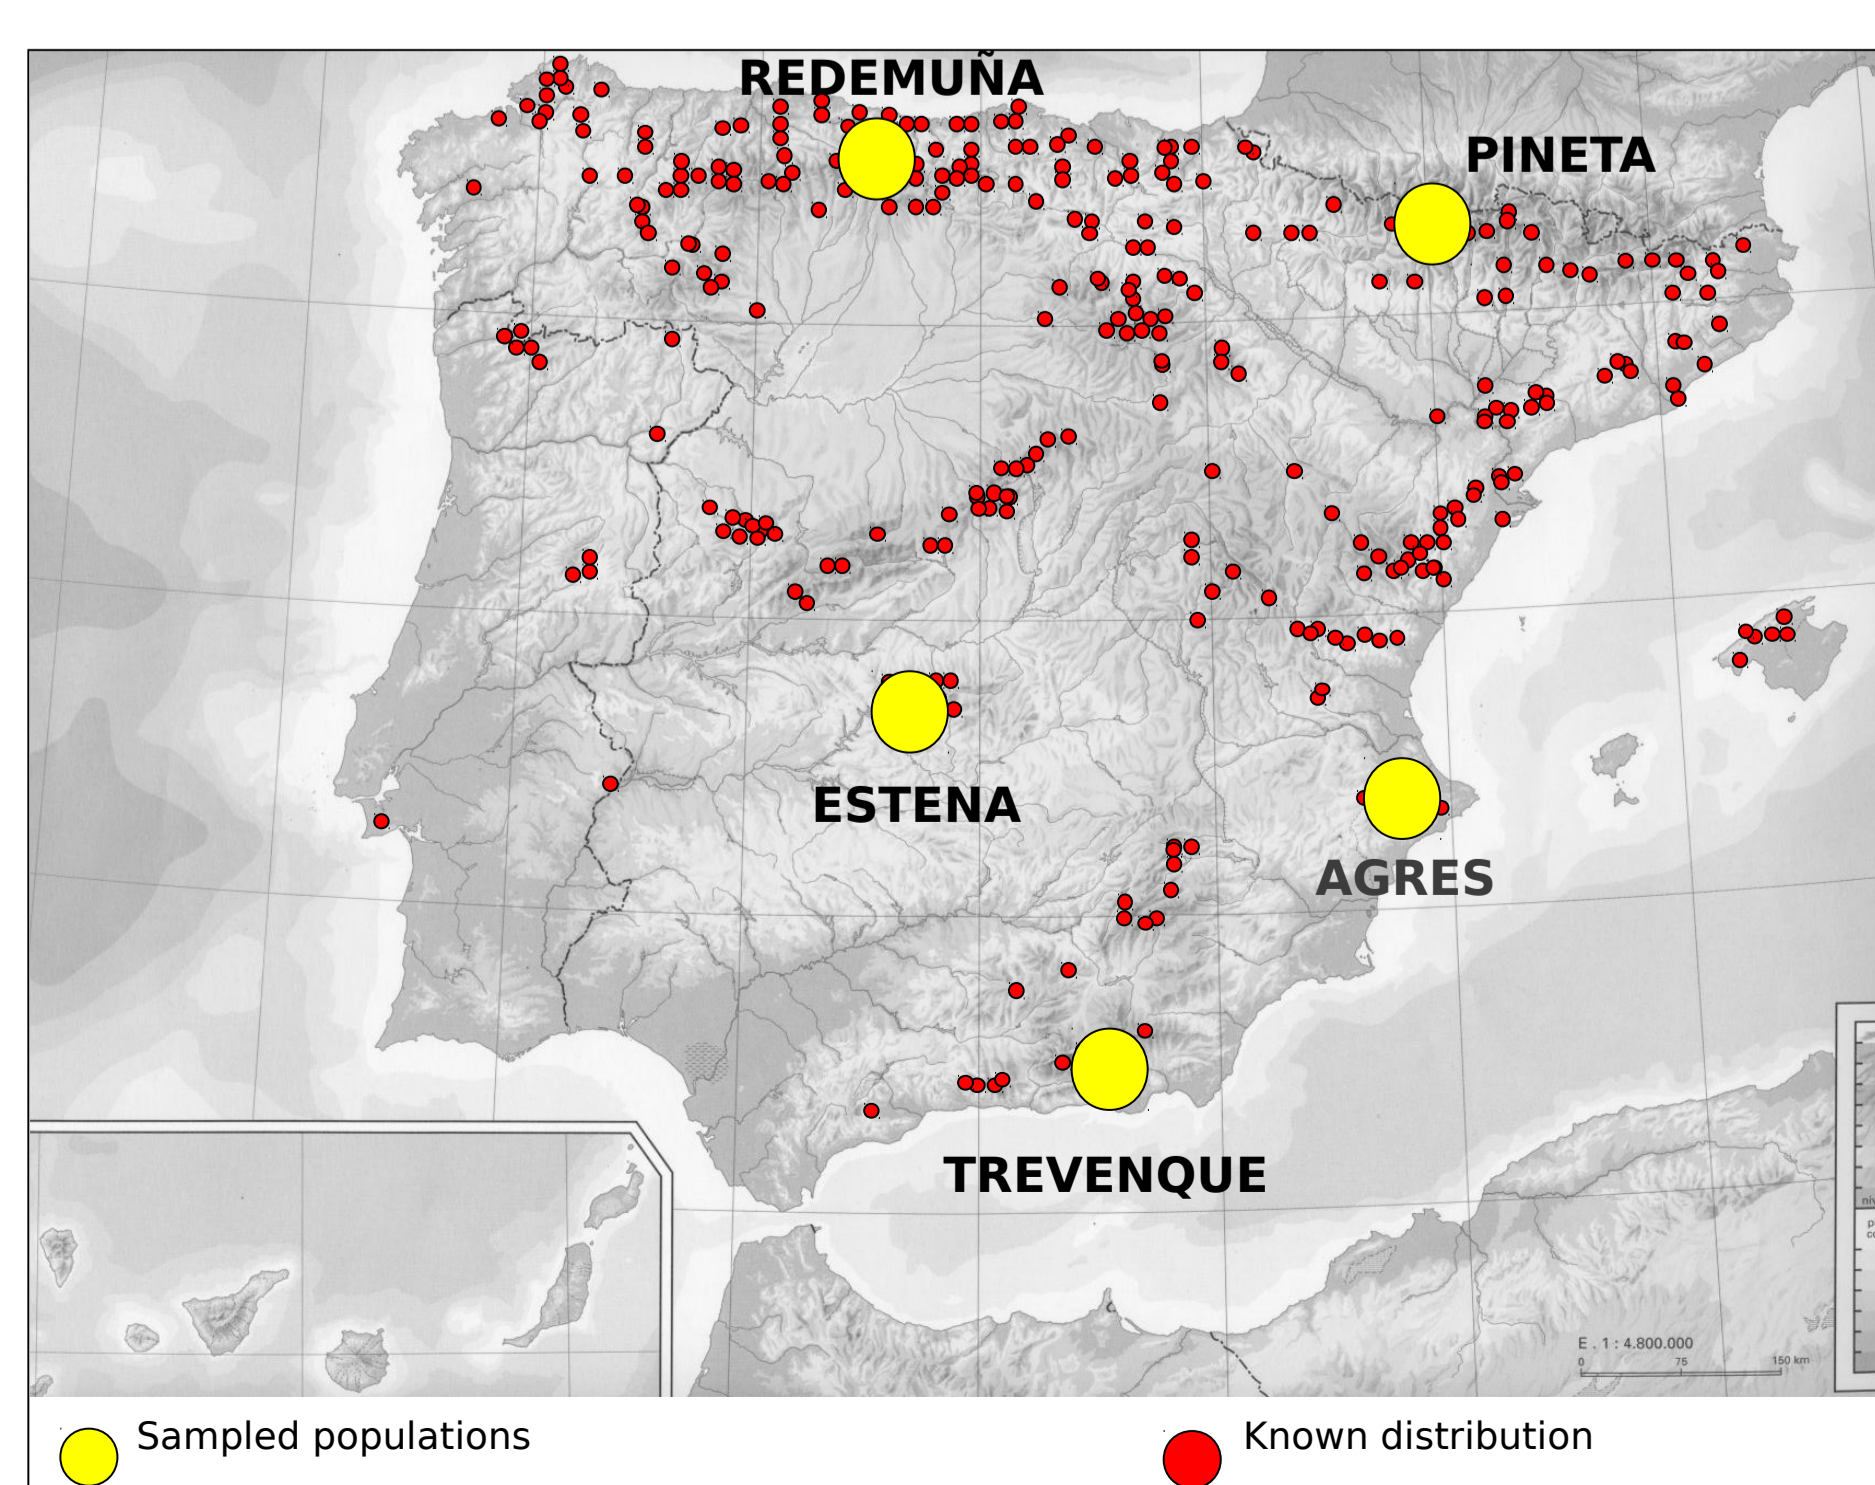 REDEMUÑA
PINETA
ESTENA
AGRES
TREVENQUE
E. 1: 4.800.000
0 75 150 km
Sampled populations
Known distribution